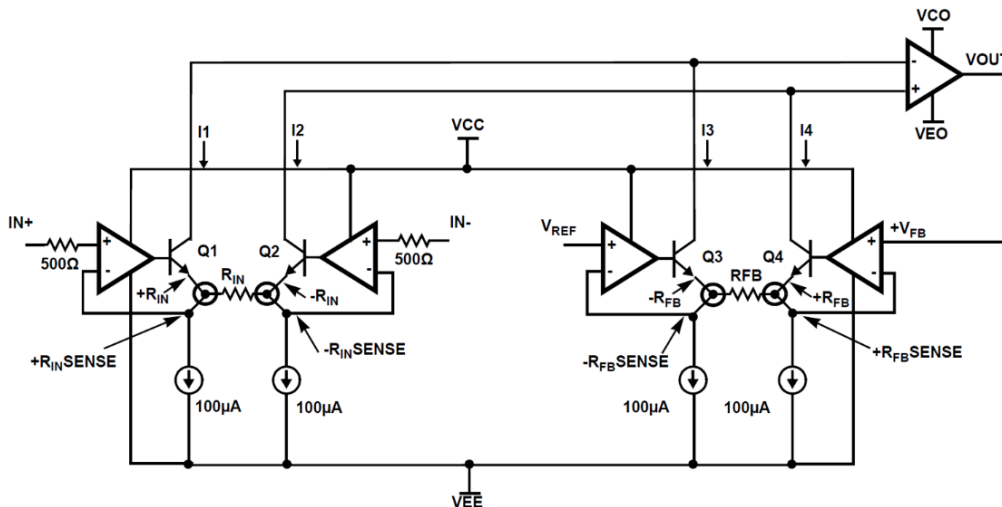 VCO
VOUT
-
+
VEO
I1
I2
VCC
I3
I4
IN+
500Ω
+
-
Q1
Q2
+
-
IN-
500Ω
VREF
+
-
Q3
Q4
+
-
+VFB
+RIN
RIN
-RIN
-RFB
RFB
+RFB
+RINSENSE
-RINSENSE
-RFBSENSE
+RFBSENSE
100µA
100µA
100µA
100µA
VEE